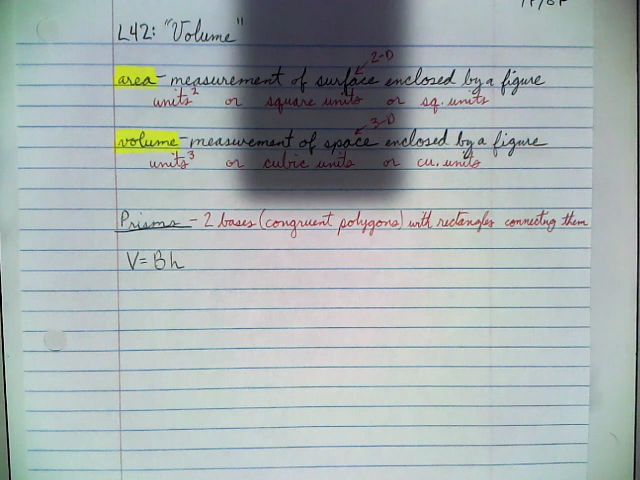 L42: "Volume"
2-D
area - measurement of surface enclosed by a figure
units² or square units or sq. units
3-D
volume - measurement of space enclosed by a figure
units³ or cubic units or cu. units
Prisms - 2 bases (congruent polygons) with rectangles connecting them
V = Bh